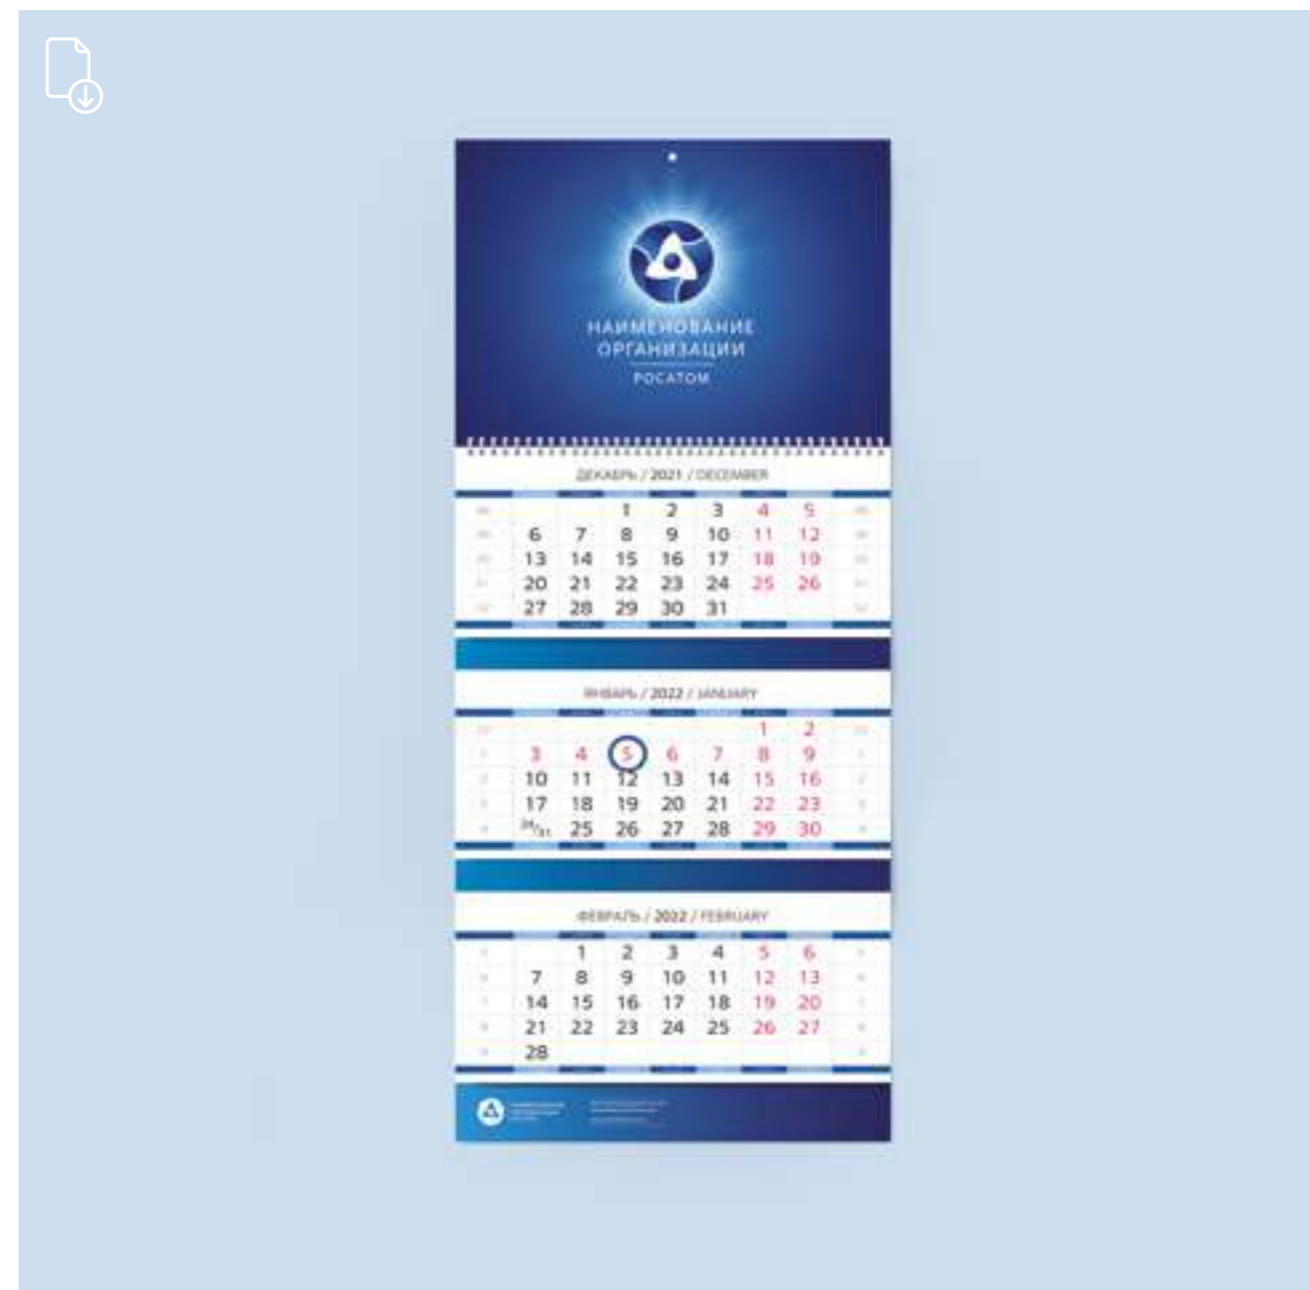 НАИМЕНОВАНИЕ
ОРГАНИЗАЦИИ
РОСАТОМ
ДЕКАБРЬ / 2021 / DECEMBER
1 2 3 4 5
6 7 8 9 10 11 12
13 14 15 16 17 18 19
20 21 22 23 24 25 26
27 28 29 30 31
ЯНВАРЬ / 2022 / JANUARY
1 2
3 4 5 6 7 8 9
10 11 12 13 14 15 16
17 18 19 20 21 22 23
24/31 25 26 27 28 29 30
ФЕВРАЛЬ / 2022 / FEBRUARY
1 2 3 4 5 6
7 8 9 10 11 12 13
14 15 16 17 18 19 20
21 22 23 24 25 26 27
28